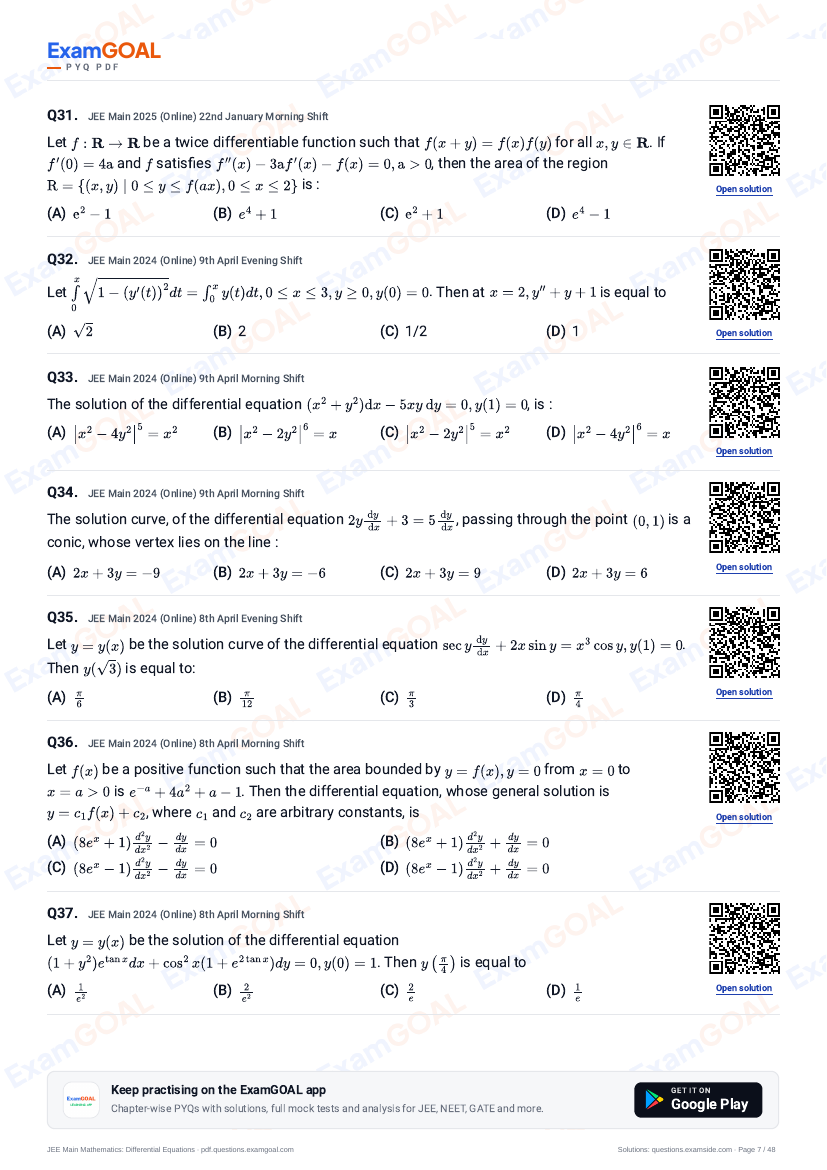 ExamGOAL
PYQ PDF
Q31. JEE Main 2025 (Online) 22nd January Morning Shift
Let f : R → R be a twice differentiable function such that f(x + y) = f(x)f(y) for all x, y ∈ R. If
f′(0) = 4a and f satisfies f′′(x) − 3af′(x) − f(x) = 0, a > 0, then the area of the region
R = {(x, y) | 0 ≤ y ≤ f(ax), 0 ≤ x ≤ 2} is :
(A) e² − 1 (B) e⁴ + 1 (C) e² + 1 (D) e⁴ − 1
Open solution
Q32. JEE Main 2024 (Online) 9th April Evening Shift
Let ∫₀ˣ √(1 − (y′(t))²) dt = ∫₀ˣ y(t)dt, 0 ≤ x ≤ 3, y ≥ 0, y(0) = 0. Then at x = 2, y′′ + y + 1 is equal to
(A) √2 (B) 2 (C) 1/2 (D) 1
Open solution
Q33. JEE Main 2024 (Online) 9th April Morning Shift
The solution of the differential equation (x² + y²)dx − 5xy dy = 0, y(1) = 0, is :
(A) |x² − 4y²|⁵ = x² (B) |x² − 2y²|⁶ = x (C) |x² − 2y²|⁵ = x² (D) |x² − 4y²|⁶ = x
Open solution
Q34. JEE Main 2024 (Online) 9th April Morning Shift
The solution curve, of the differential equation 2y dy/dx + 3 = 5 dy/dx, passing through the point (0, 1) is a
conic, whose vertex lies on the line :
(A) 2x + 3y = −9 (B) 2x + 3y = −6 (C) 2x + 3y = 9 (D) 2x + 3y = 6
Open solution
Q35. JEE Main 2024 (Online) 8th April Evening Shift
Let y = y(x) be the solution curve of the differential equation sec y dy/dx + 2x sin y = x³ cos y, y(1) = 0.
Then y(√3) is equal to:
(A) π/6 (B) π/12 (C) π/3 (D) π/4
Open solution
Q36. JEE Main 2024 (Online) 8th April Morning Shift
Let f(x) be a positive function such that the area bounded by y = f(x), y = 0 from x = 0 to
x = a > 0 is e⁻ᵃ + 4a² + a − 1. Then the differential equation, whose general solution is
y = c₁f(x) + c₂, where c₁ and c₂ are arbitrary constants, is
(A) (8eˣ + 1) d²y/dx² − dy/dx = 0 (B) (8eˣ + 1) d²y/dx² + dy/dx = 0
(C) (8eˣ − 1) d²y/dx² − dy/dx = 0 (D) (8eˣ − 1) d²y/dx² + dy/dx = 0
Open solution
Q37. JEE Main 2024 (Online) 8th April Morning Shift
Let y = y(x) be the solution of the differential equation
(1 + y²)e^(tan x) dx + cos² x(1 + e^(2 tan x))dy = 0, y(0) = 1. Then y(π/4) is equal to
(A) 1/e² (B) 2/e² (C) 2/e (D) 1/e
Open solution
Keep practising on the ExamGOAL app
Chapter-wise PYQs with solutions, full mock tests and analysis for JEE, NEET, GATE and more.
ExamGOAL
GET IT ON
Google Play
JEE Main Mathematics: Differential Equations · pdf.questions.examgoal.com
Solutions: questions.examside.com · Page 7 / 48